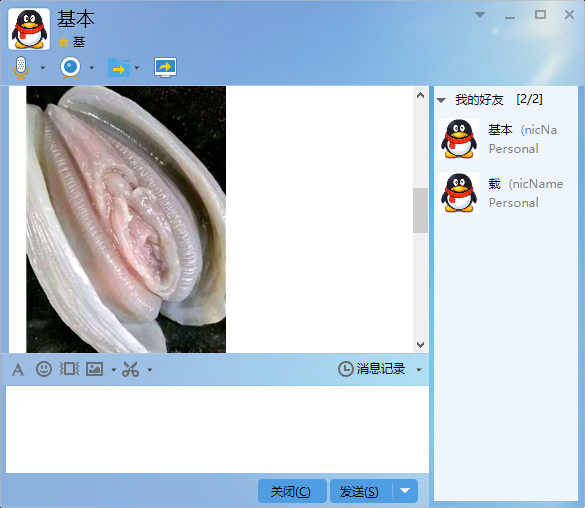 基本
基
我的好友 [2/2]
基本 (nicNa
Personal
载 (nicName
Personal
消息记录
关闭(C)
发送(S)